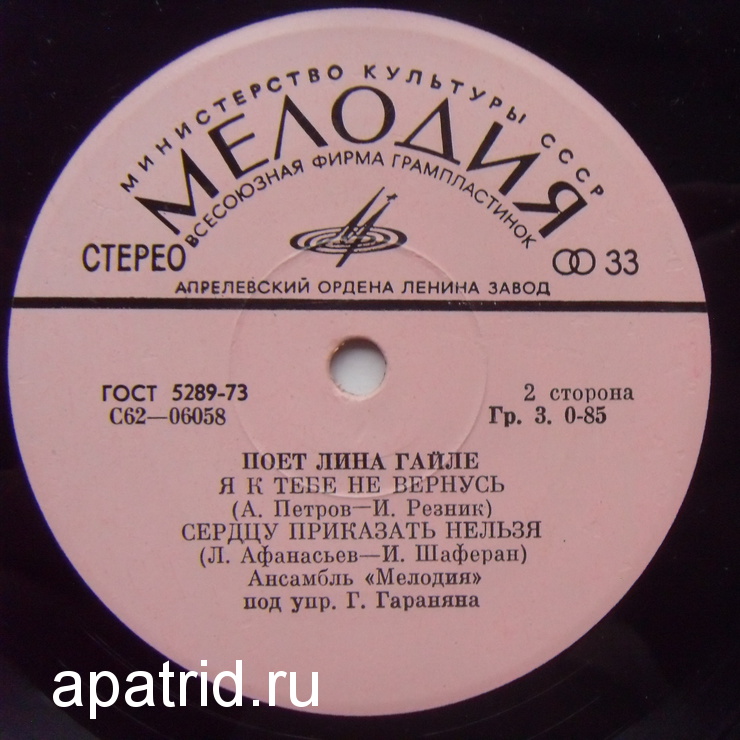 МИНИСТЕРСТВО КУЛЬТУРЫ СССР
МЕЛОДИЯ
ВСЕСОЮЗНАЯ ФИРМА ГРАМПЛАСТИНОК
СТЕРЕО 33
АПРЕЛЕВСКИЙ ОРДЕНА ЛЕНИНА ЗАВОД
ГОСТ 5289-73 2 сторона
С62—06058 Гр. 3. 0-85
ПОЕТ ЛИНА ГАЙЛЕ
Я К ТЕБЕ НЕ ВЕРНУСЬ
(А. Петров—И. Резник)
СЕРДЦУ ПРИКАЗАТЬ НЕЛЬЗЯ
(Л. Афанасьев—И. Шаферан)
Ансамбль «Мелодия»
под упр. Г. Гараняна
apatrid.ru